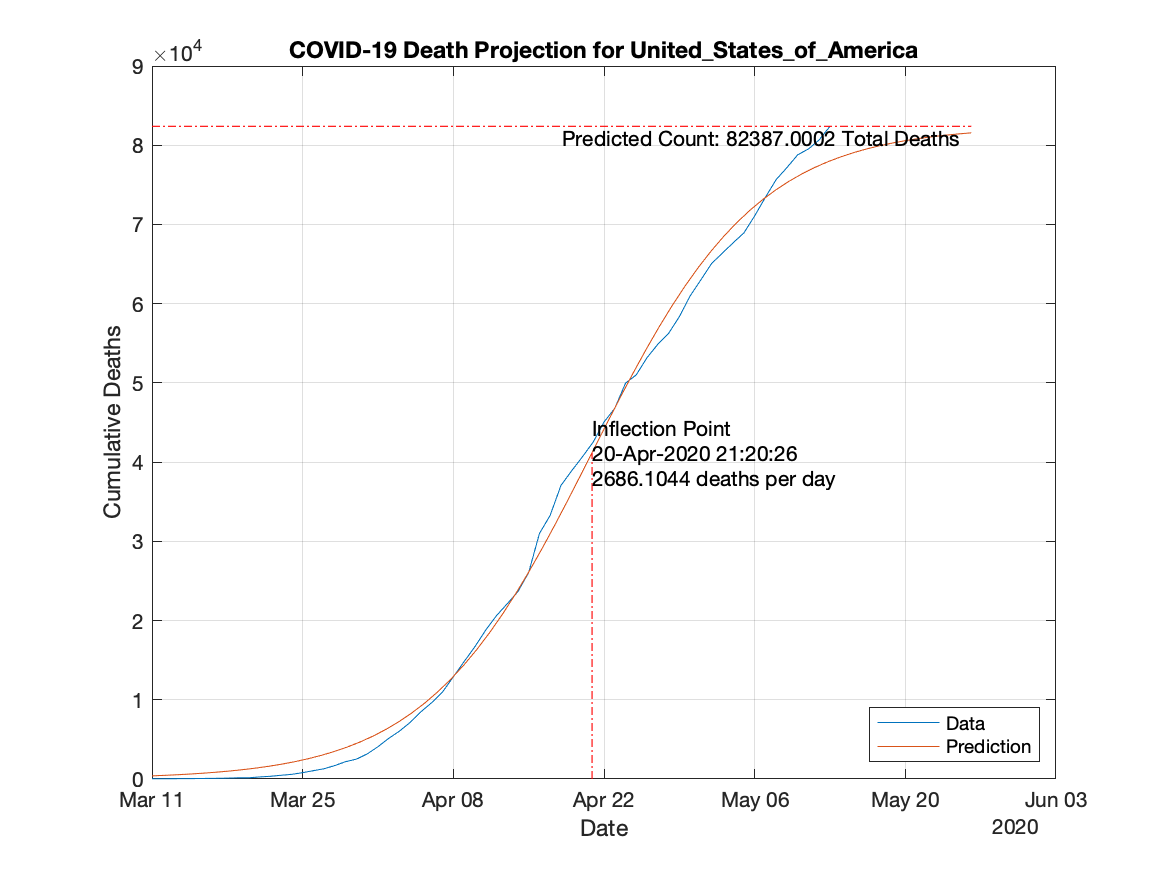 ×10^4
COVID-19 Death Projection for United_States_of_America
9
8
7
6
5
4
3
2
1
0
Cumulative Deaths
Predicted Count: 82387.0002 Total Deaths
Inflection Point
20-Apr-2020 21:20:26
2686.1044 deaths per day
Data
Prediction
Mar 11 Mar 25 Apr 08 Apr 22 May 06 May 20 Jun 03
Date
2020